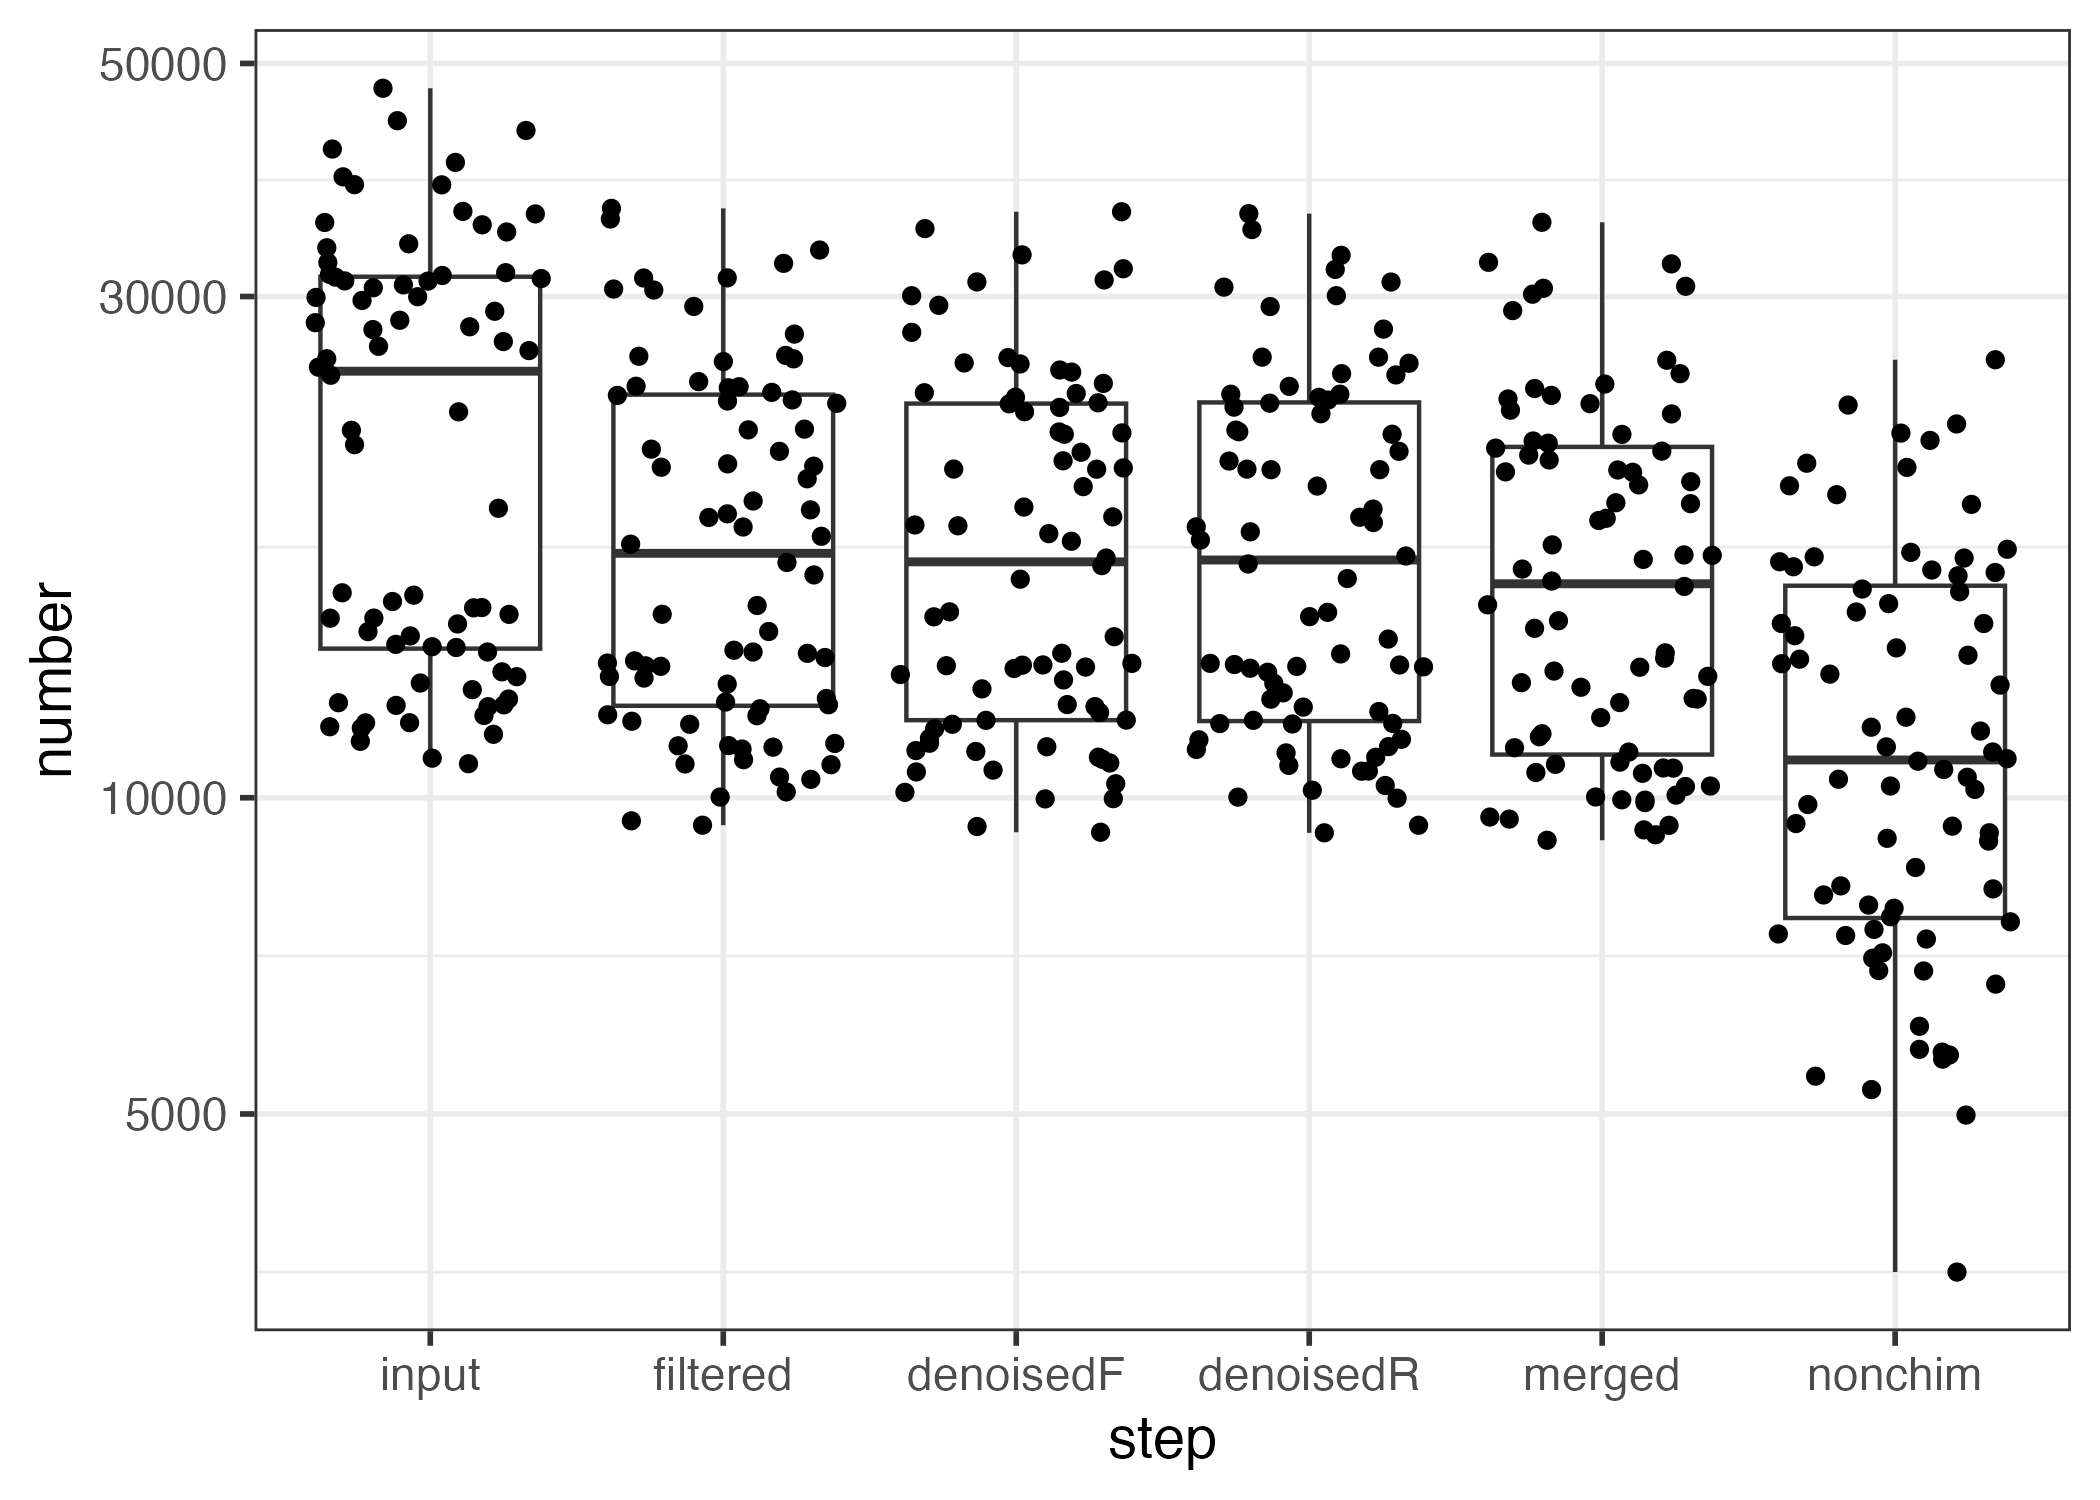 number
50000
30000
10000
5000
input filtered denoisedF denoisedR merged nonchim
step